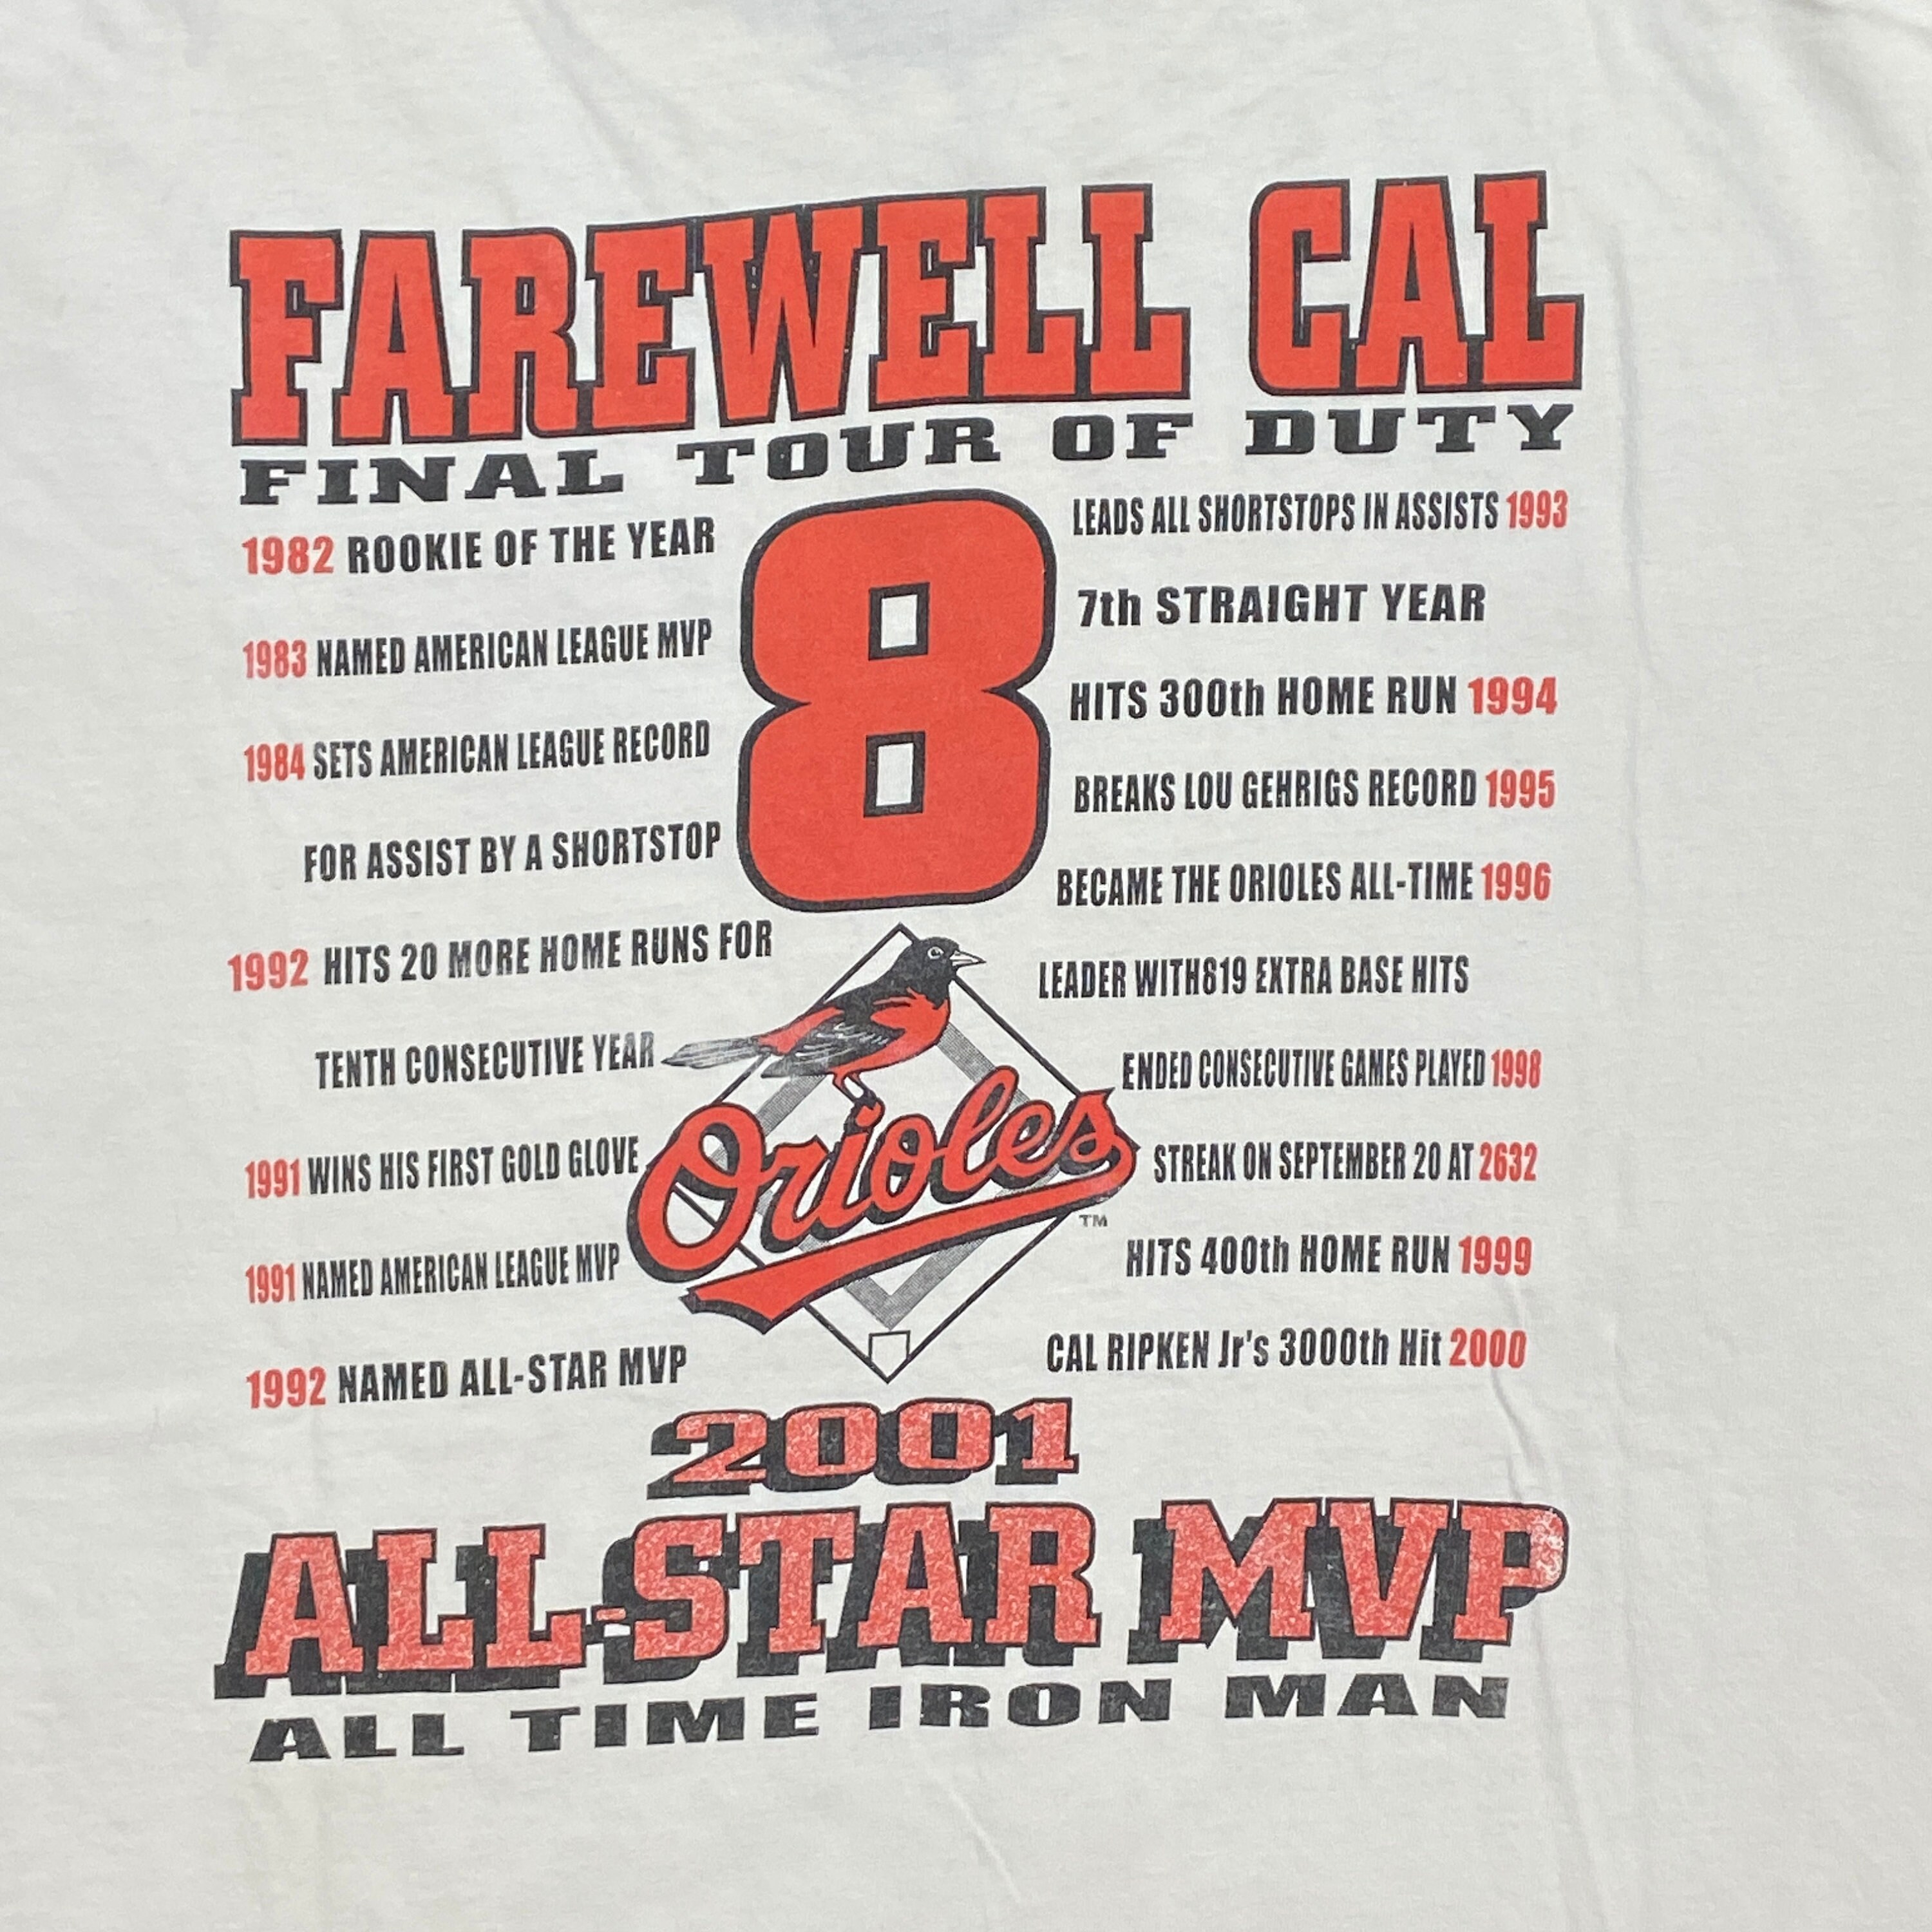 FAREWELL CAL
FINAL TOUR OF DUTY
8
1982 ROOKIE OF THE YEAR
1983 NAMED AMERICAN LEAGUE MVP
1984 SETS AMERICAN LEAGUE RECORD
FOR ASSIST BY A SHORTSTOP
1992 HITS 20 MORE HOME RUNS FOR
TENTH CONSECUTIVE YEAR
1991 WINS HIS FIRST GOLD GLOVE
1991 NAMED AMERICAN LEAGUE MVP
1992 NAMED ALL-STAR MVP
LEADS ALL SHORTSTOPS IN ASSISTS 1993
7th STRAIGHT YEAR
HITS 300th HOME RUN 1994
BREAKS LOU GEHRIGS RECORD 1995
BECAME THE ORIOLES ALL-TIME 1996
LEADER WITH819 EXTRA BASE HITS
ENDED CONSECUTIVE GAMES PLAYED 1998
STREAK ON SEPTEMBER 20 AT 2632
HITS 400th HOME RUN 1999
CAL RIPKEN Jr's 3000th Hit 2000
Orioles
TM
2001
ALL-STAR MVP
ALL TIME IRON MAN